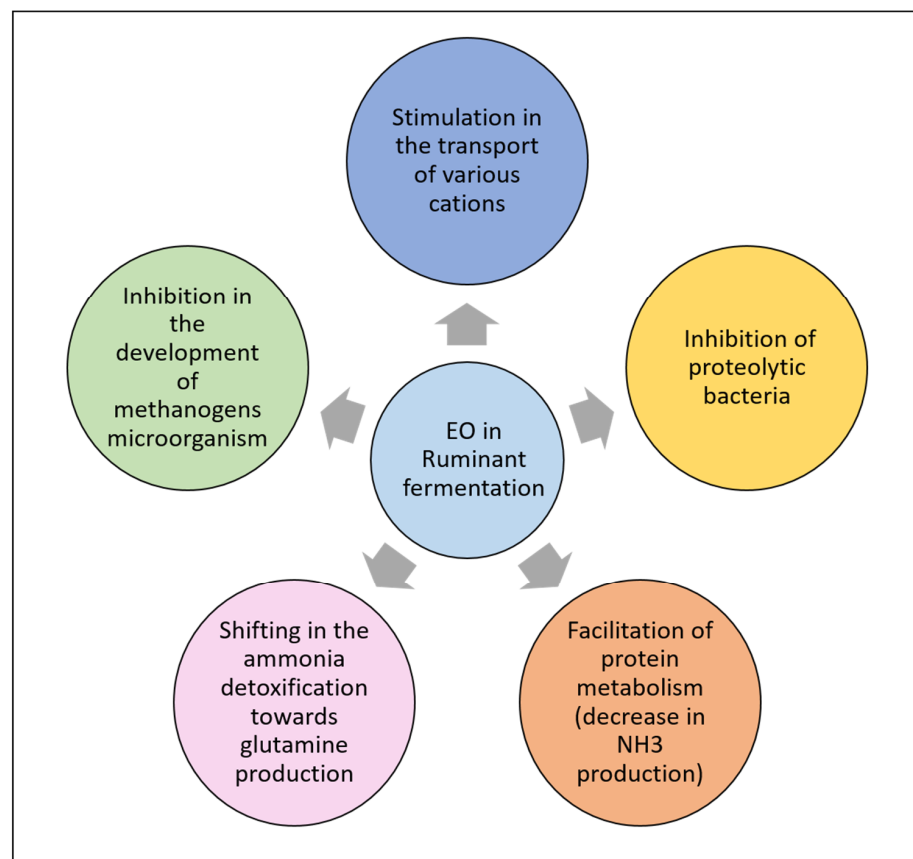 Stimulation in
the transport
of various
cations
Inhibition in
the
development
of
methanogens
microorganism
Inhibition of
proteolytic
bacteria
EO in
Ruminant
fermentation
Shifting in the
ammonia
detoxification
towards
glutamine
production
Facilitation of
protein
metabolism
(decrease in
NH3
production)